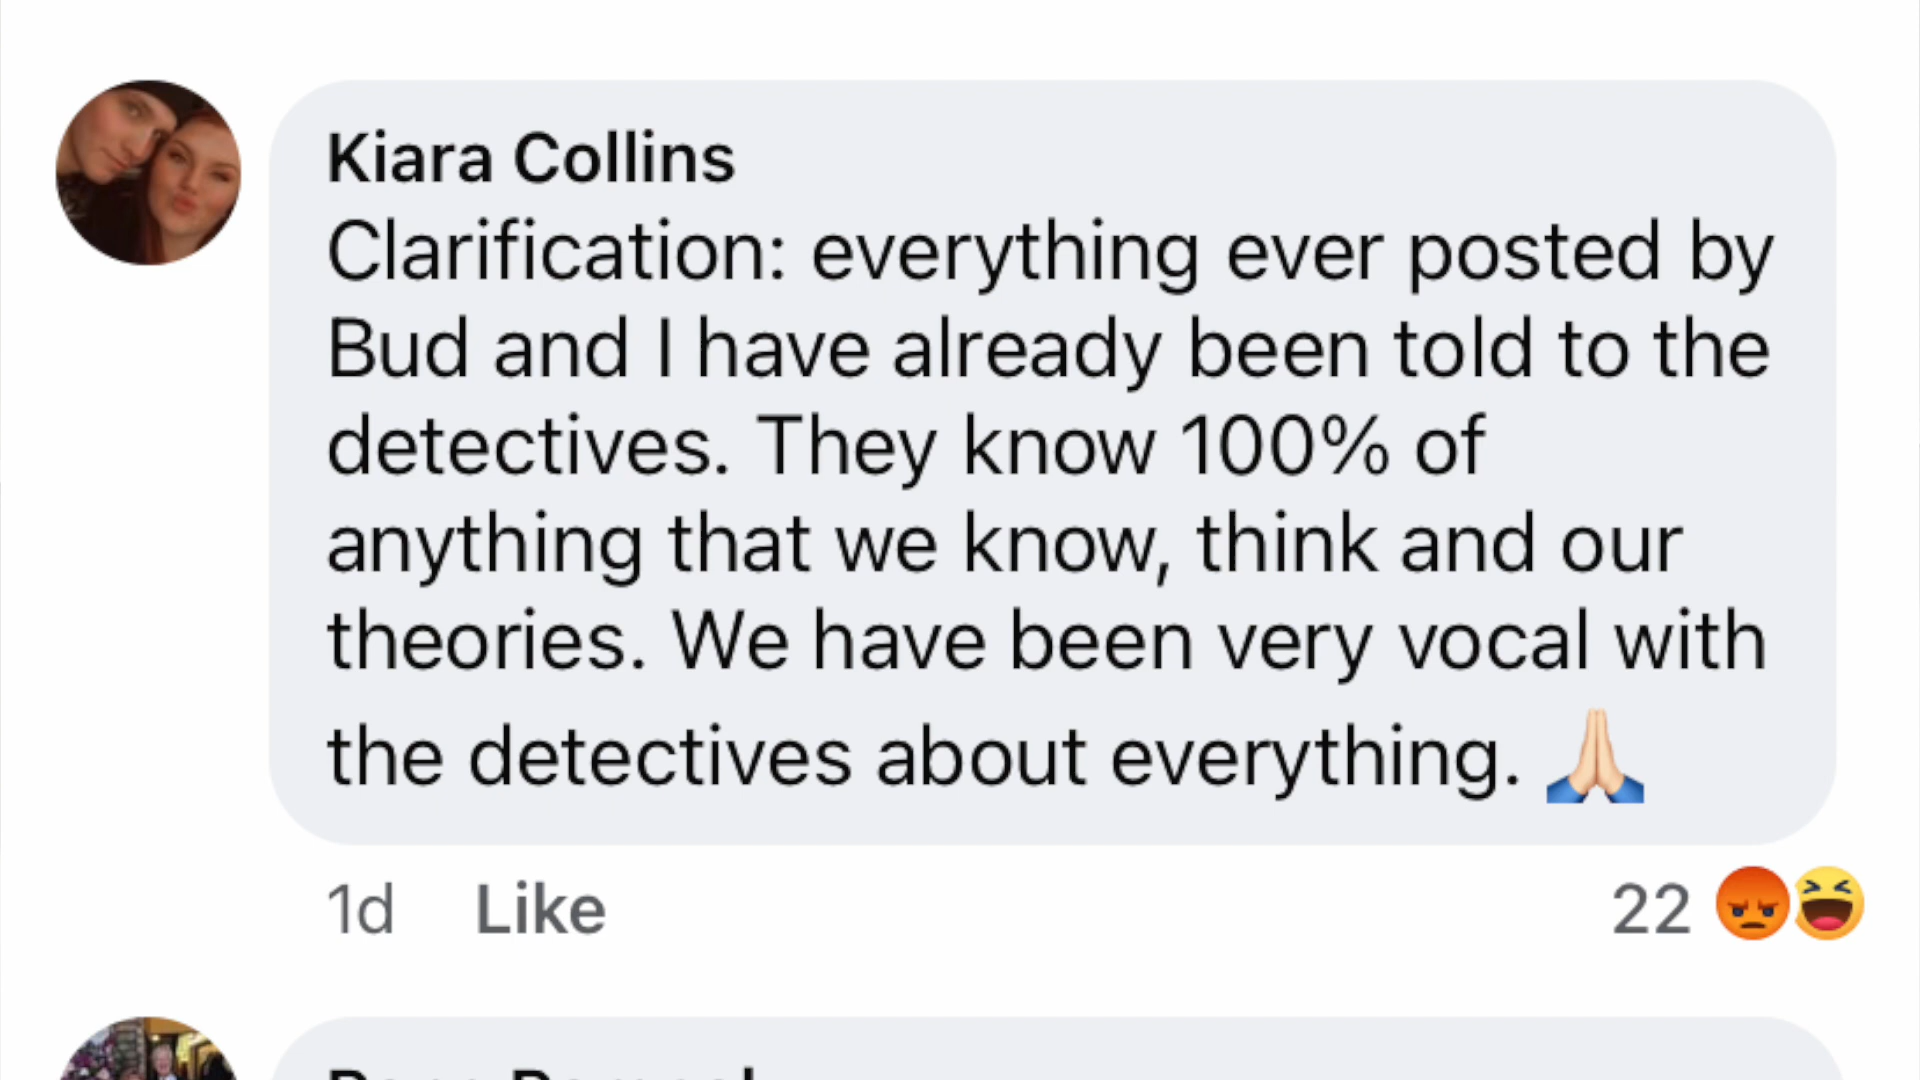 Kiara Collins
Clarification: everything ever posted by
Bud and I have already been told to the
detectives. They know 100% of
anything that we know, think and our
theories. We have been very vocal with
the detectives about everything. 🙏🏻
1d Like 22